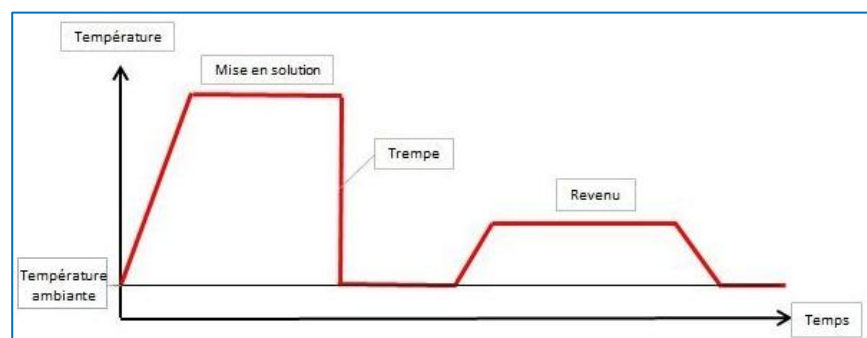 Température
Mise en solution
Trempe
Revenu
Température
ambiante
Temps